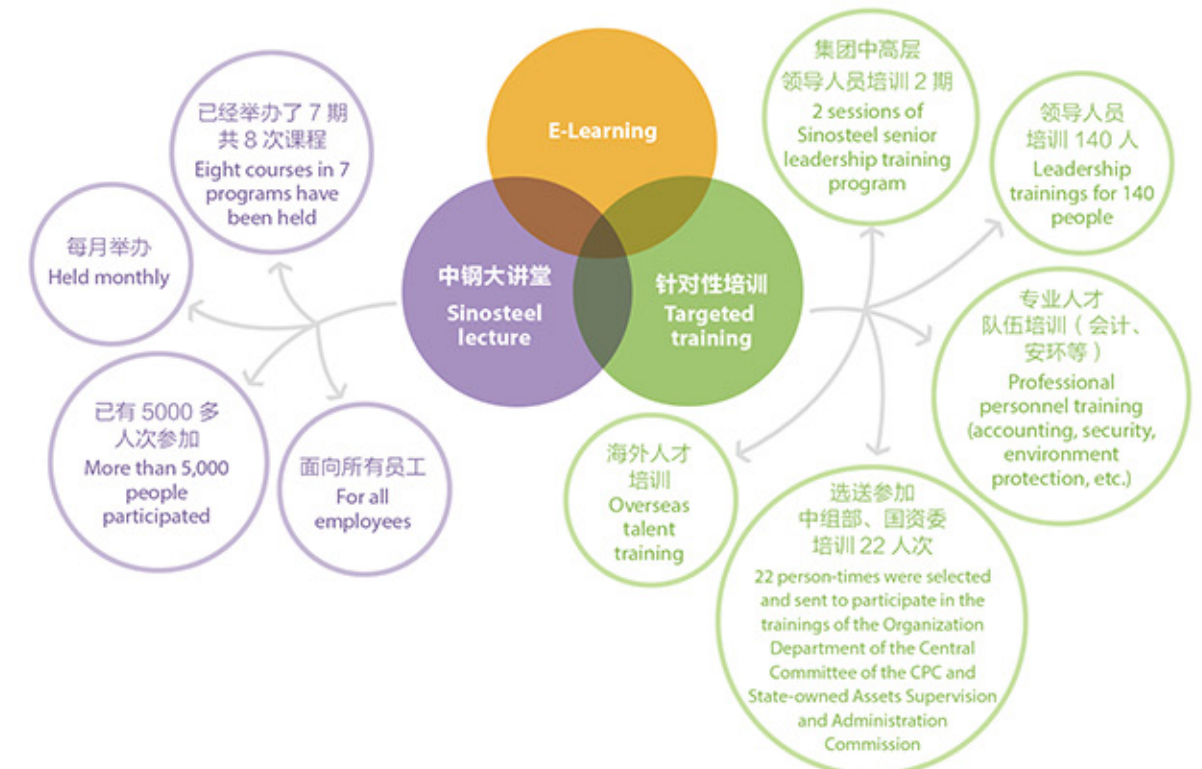 E-Learning
中钢大讲堂
Sinosteel
lecture
针对性培训
Targeted
training
已经举办了 7 期
共 8 次课程
Eight courses in 7
programs have
been held
每月举办
Held monthly
已有 5000 多
人次参加
More than 5,000
people
participated
面向所有员工
For all
employees
集团中高层
领导人员培训 2 期
2 sessions of
Sinosteel senior
leadership training
program
领导人员
培训 140 人
Leadership
trainings for 140
people
专业人才
队伍培训（会计、
安环等）
Professional
personnel training
(accounting, security,
environment
protection, etc.)
海外人才
培训
Overseas
talent
training
选送参加
中组部、国资委
培训 22 人次
22 person-times were selected
and sent to participate in the
trainings of the Organization
Department of the Central
Committee of the CPC and
State-owned Assets Supervision
and Administration
Commission